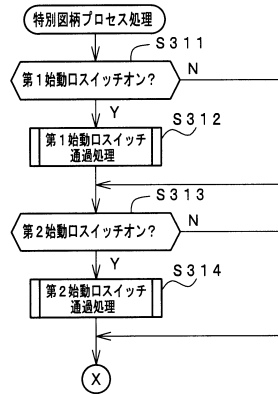 特別図柄プロセス処理
S311
第1始動口スイッチオン?
N
Y
S312
第1始動口スイッチ
通過処理
S313
第2始動口スイッチオン?
N
Y
S314
第2始動口スイッチ
通過処理
X